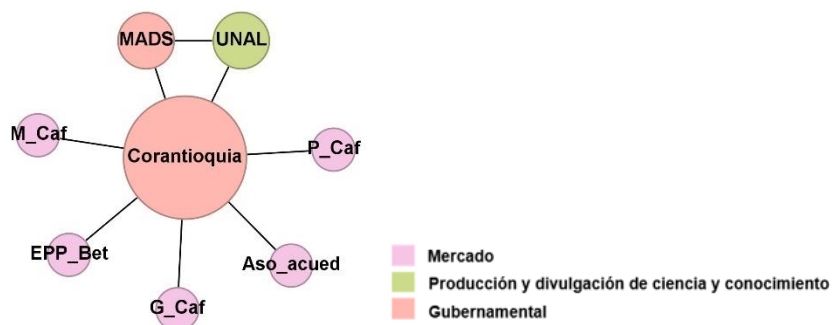 MADS
UNAL
M_Caf
Corantioquia
P_Caf
EPP_Bet
Aso_acued
G_Caf
Mercado
Producción y divulgación de ciencia y conocimiento
Gubernamental